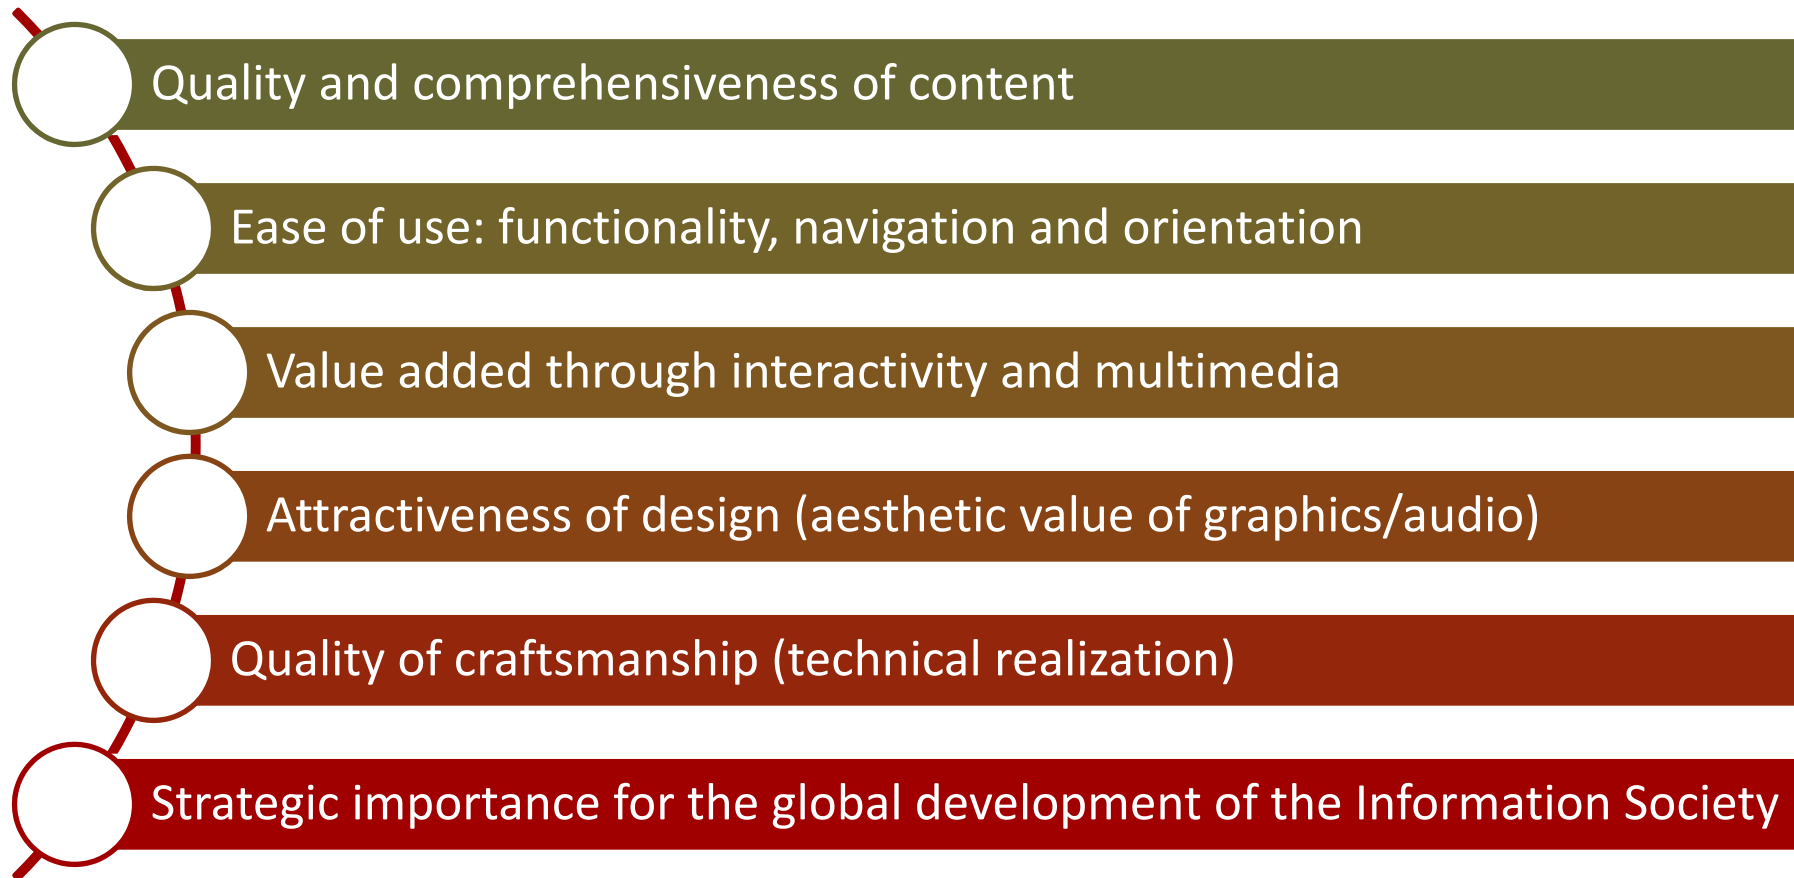 Quality and comprehensiveness of content
Ease of use: functionality, navigation and orientation
Value added through interactivity and multimedia
Attractiveness of design (aesthetic value of graphics/audio)
Quality of craftsmanship (technical realization)
Strategic importance for the global development of the Information Society